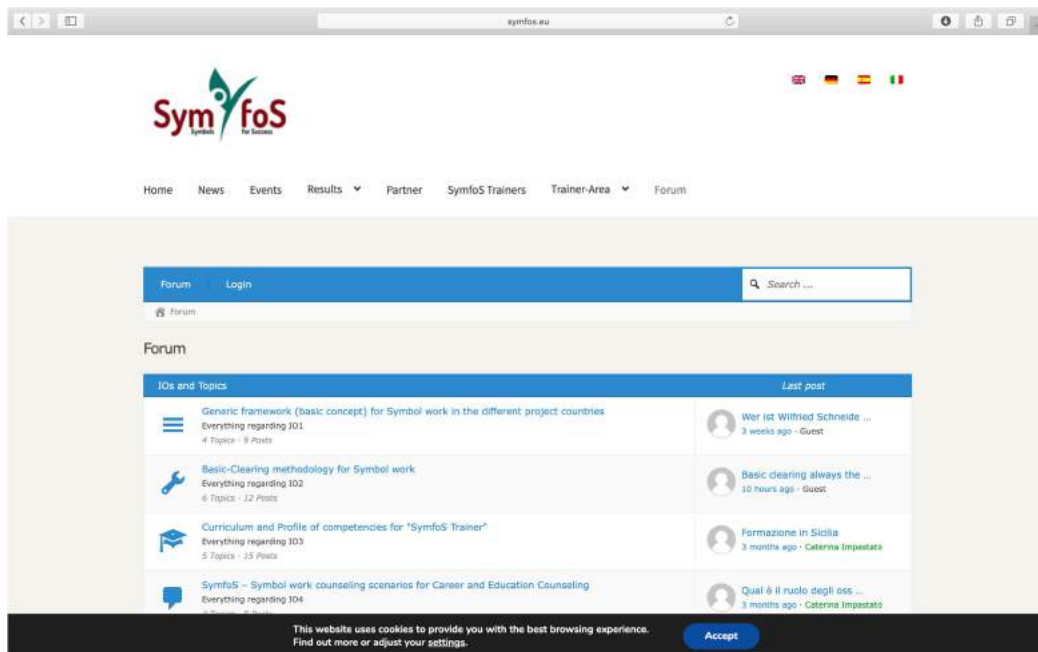 symfos.eu
SymfoS
Symbols for Success
Home News Events Results Partner SymfoS Trainers Trainer-Area Forum
Forum Login Search ...
Forum
Forum
IOs and Topics Last post
Generic framework (basic concept) for Symbol work in the different project countries
Everything regarding IO1
4 Topics - 9 Posts
Wer ist Wilfried Schneide ...
3 weeks ago - Guest
Basic-Clearing methodology for Symbol work
Everything regarding IO2
6 Topics - 12 Posts
Basic clearing always the ...
10 hours ago - Guest
Curriculum and Profile of competencies for "SymfoS Trainer"
Everything regarding IO3
5 Topics - 15 Posts
Formazione in Sicilia
3 months ago - Caterina Impastato
SymfoS – Symbol work counseling scenarios for Career and Education Counseling
Everything regarding IO4
Qual è il ruolo degli oss ...
3 months ago - Caterina Impastato
This website uses cookies to provide you with the best browsing experience.
Find out more or adjust your settings.
Accept